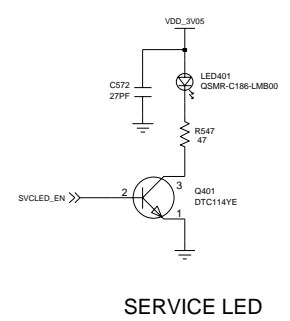 VDD_3V05
LED401
QSMR-C186-LMB00
C572
27PF
R547
47
Q401
DTC114YE
3
2
1
SVCLED_EN
SERVICE LED